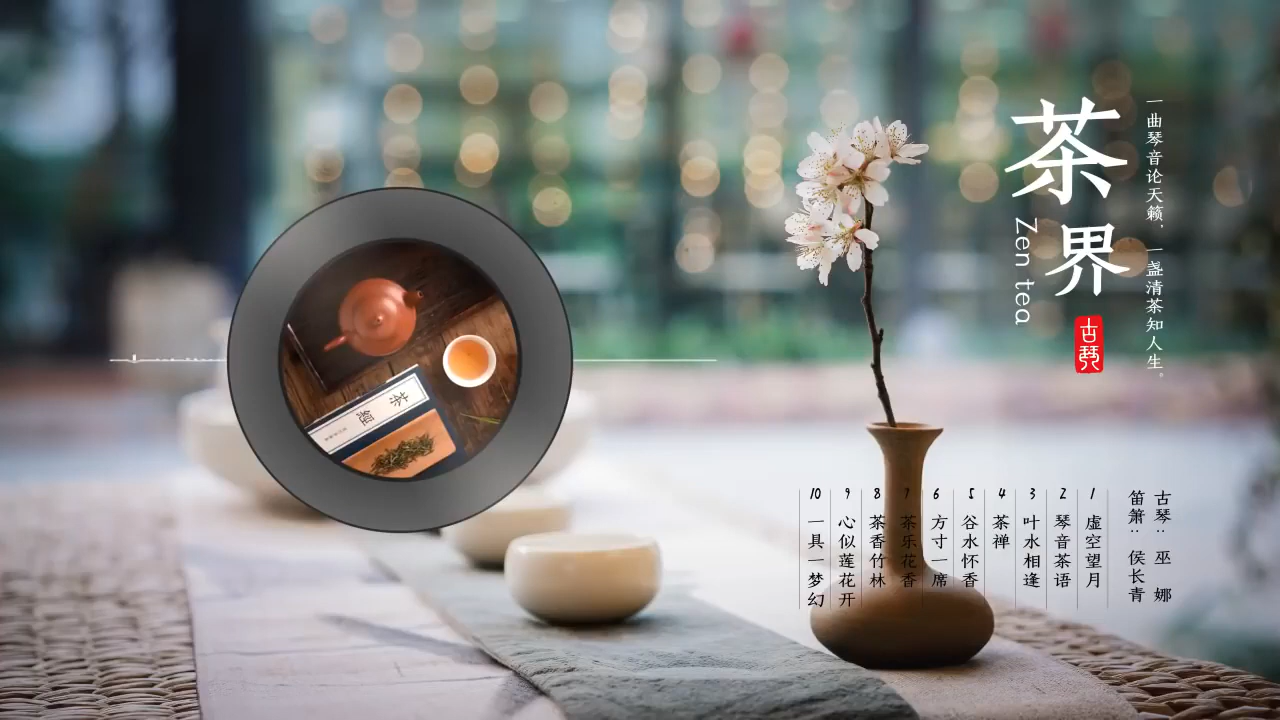 茶界
Zen tea
一曲琴音论天籁，一盏清茶知人生。
古琴
古琴：巫 娜
笛箫：侯长青
1 虚空望月
2 琴音茶语
3 叶水相逢
4 茶禅
5 谷水怀香
6 方寸一席
7 茶乐花香
8 茶香竹林
9 心似莲花开
10 一具一梦幻
茶經